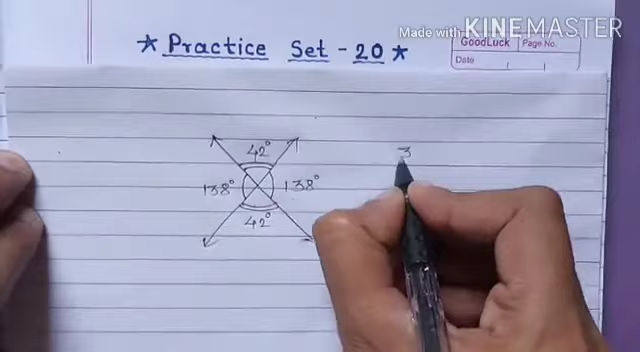 Made with KINEMASTER
* Practice Set - 20 *
GoodLuck Page No.
Date
42°
138° 138°
42°
3